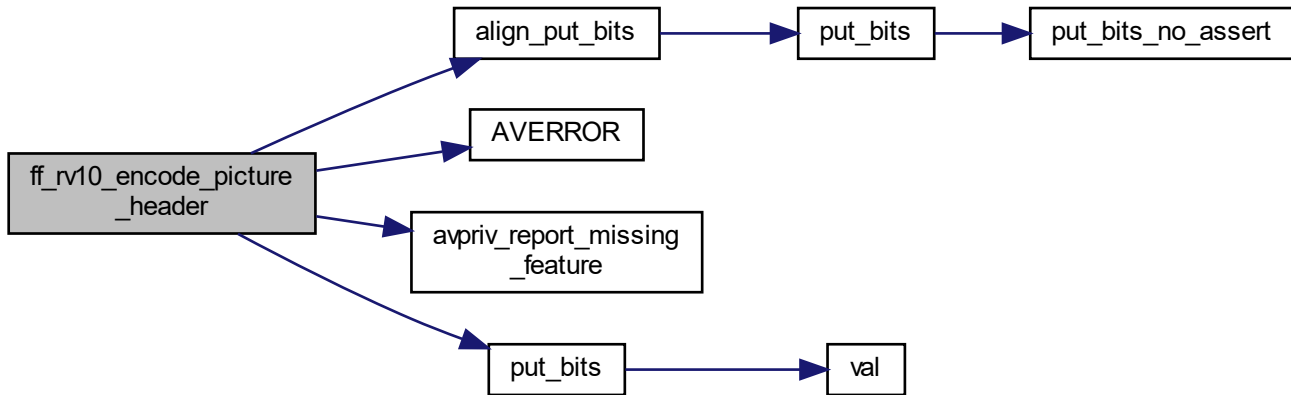 align_put_bits
put_bits
put_bits_no_assert
AVERROR
ff_rv10_encode_picture
_header
avpriv_report_missing
_feature
put_bits
val